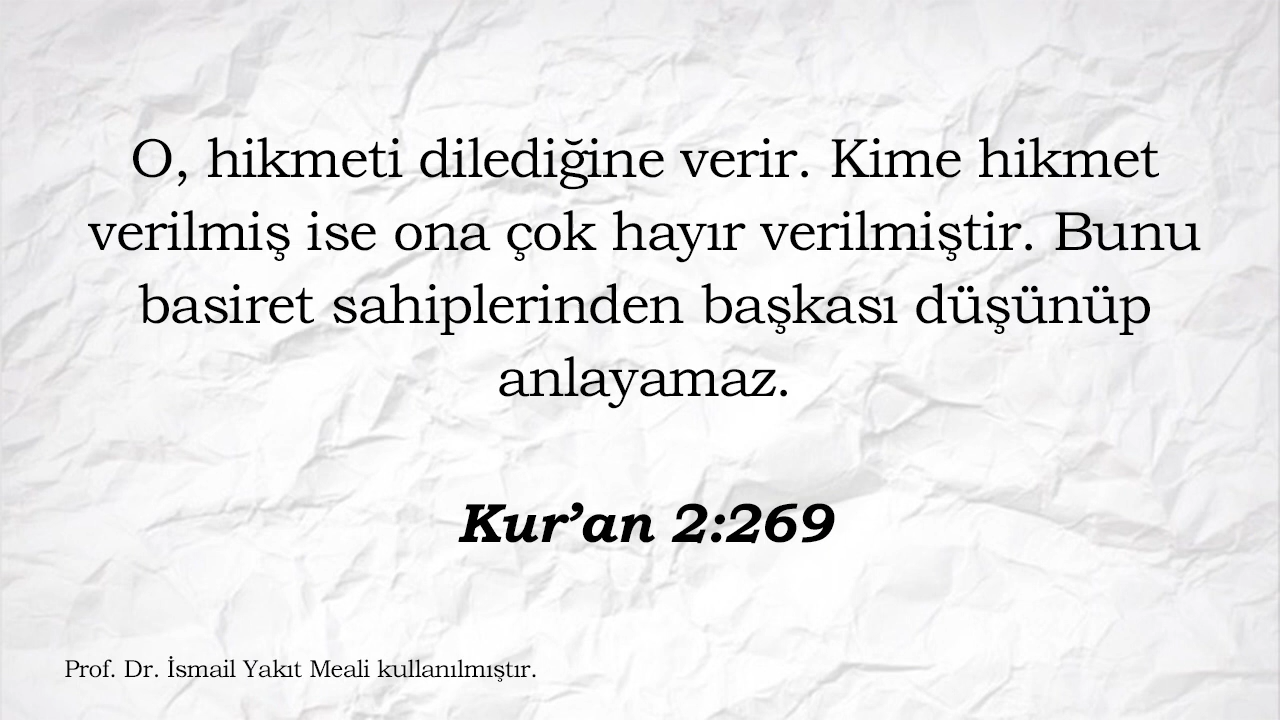 O, hikmeti dilediğine verir. Kime hikmet
verilmiş ise ona çok hayır verilmiştir. Bunu
basiret sahiplerinden başkası düşünüp
anlayamaz.
Kur’an 2:269
Prof. Dr. İsmail Yakıt Meali kullanılmıştır.